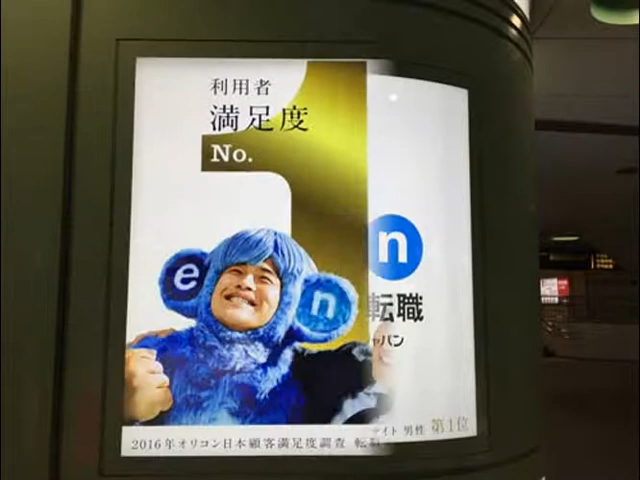 利用者
満足度
No.
1
e n
n
転職
ャパン
2016年オリコン日本顧客満足度調査 転職
イト 男性 第1位